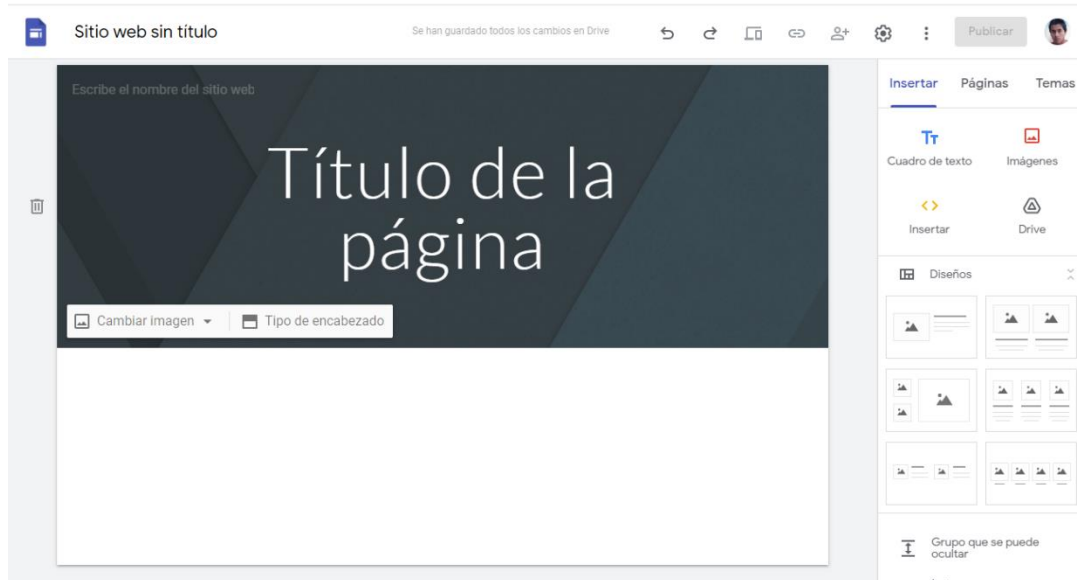 Sitio web sin título
Se han guardado todos los cambios en Drive
Publicar
Escribe el nombre del sitio web
Título de la
página
Cambiar imagen
Tipo de encabezado
Insertar Páginas Temas
Cuadro de texto Imágenes
Insertar Drive
Diseños
Grupo que se puede
ocultar